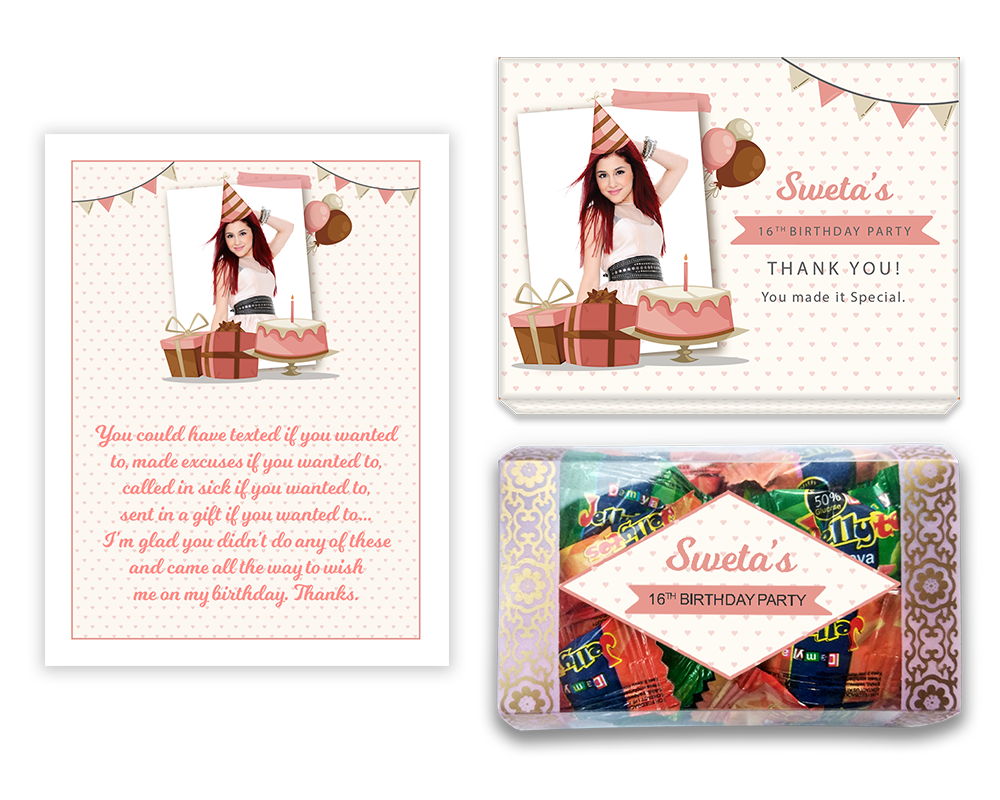 You could have texted if you wanted
to, made excuses if you wanted to,
called in sick if you wanted to,
sent in a gift if you wanted to...
I'm glad you didn't do any of these
and came all the way to wish
me on my birthday. Thanks.
Sweta's
16TH BIRTHDAY PARTY
THANK YOU!
You made it Special.
Sweta's
16TH BIRTHDAY PARTY
50%
Glucose
Jelly